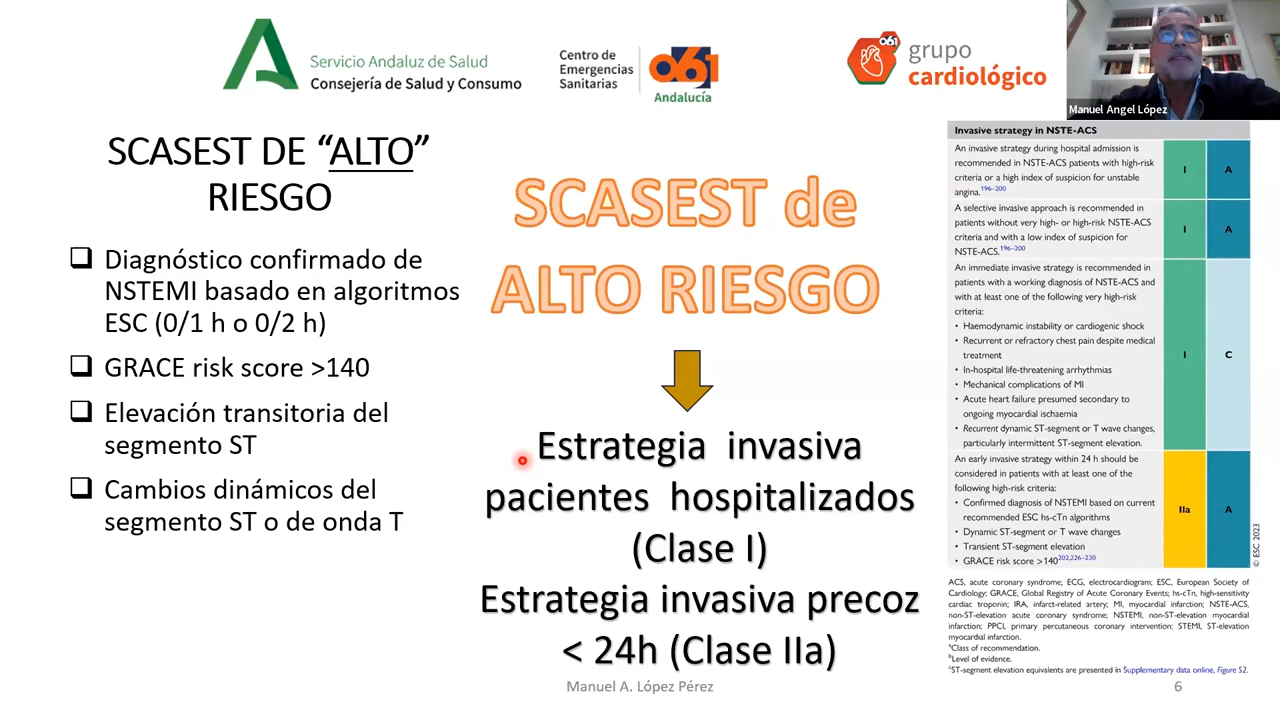 Servicio Andaluz de Salud
Consejería de Salud y Consumo
Centro de
Emergencias
Sanitarias
061
Andalucía
061
grupo
cardiológico
Manuel Angel López
SCASEST DE “ALTO”
RIESGO
Diagnóstico confirmado de
NSTEMI basado en algoritmos
ESC (0/1 h o 0/2 h)
GRACE risk score >140
Elevación transitoria del
segmento ST
Cambios dinámicos del
segmento ST o de onda T
SCASEST de
ALTO RIESGO
Estrategia invasiva
pacientes hospitalizados
(Clase I)
Estrategia invasiva precoz
< 24h (Clase IIa)
Invasive strategy in NSTE-ACS
An invasive strategy during hospital admission is
recommended in NSTE-ACS patients with high-risk
criteria or a high index of suspicion for unstable
angina.196–200
I A
A selective invasive approach is recommended in
patients without very high- or high-risk NSTE-ACS
criteria and with a low index of suspicion for
NSTE-ACS.196–200
I A
An immediate invasive strategy is recommended in
patients with a working diagnosis of NSTE-ACS and
with at least one of the following very high-risk
criteria:
• Haemodynamic instability or cardiogenic shock
• Recurrent or refractory chest pain despite medical
treatment
• In-hospital life-threatening arrhythmias
• Mechanical complications of MI
• Acute heart failure presumed secondary to
ongoing myocardial ischaemia
• Recurrent dynamic ST-segment or T wave changes,
particularly intermittent ST-segment elevation.
I C
An early invasive strategy within 24 h should be
considered in patients with at least one of the
following high-risk criteria:
• Confirmed diagnosis of NSTEMI based on current
recommended ESC hs-cTn algorithms
• Dynamic ST-segment or T wave changes
• Transient ST-segment elevation
• GRACE risk score >140202,226–230
IIa A
© ESC 2023
ACS, acute coronary syndrome; ECG, electrocardiogram; ESC, European Society of
Cardiology; GRACE, Global Registry of Acute Coronary Events; hs-cTn, high-sensitivity
cardiac troponin; IRA, infarct-related artery; MI, myocardial infarction; NSTE-ACS,
non-ST-elevation acute coronary syndrome; NSTEMI, non-ST-elevation myocardial
infarction; PPCI, primary percutaneous coronary intervention; STEMI, ST-elevation
myocardial infarction.
aClass of recommendation.
bLevel of evidence.
cST-segment elevation equivalents are presented in Supplementary data online, Figure S2.
Manuel A. López Pérez
6